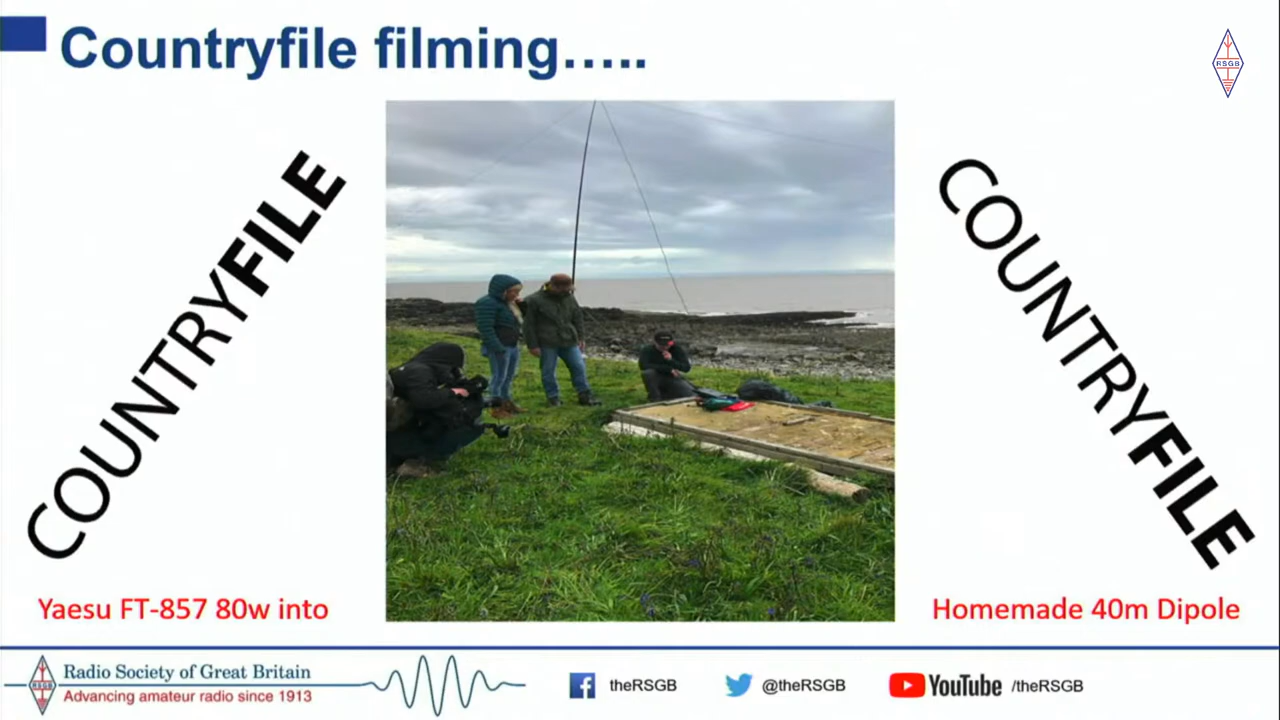 Countryfile filming.....
RSGB
COUNTRYFILE
COUNTRYFILE
Yaesu FT-857 80w into
Homemade 40m Dipole
RSGB
Radio Society of Great Britain
Advancing amateur radio since 1913
theRSGB
@theRSGB
YouTube /theRSGB